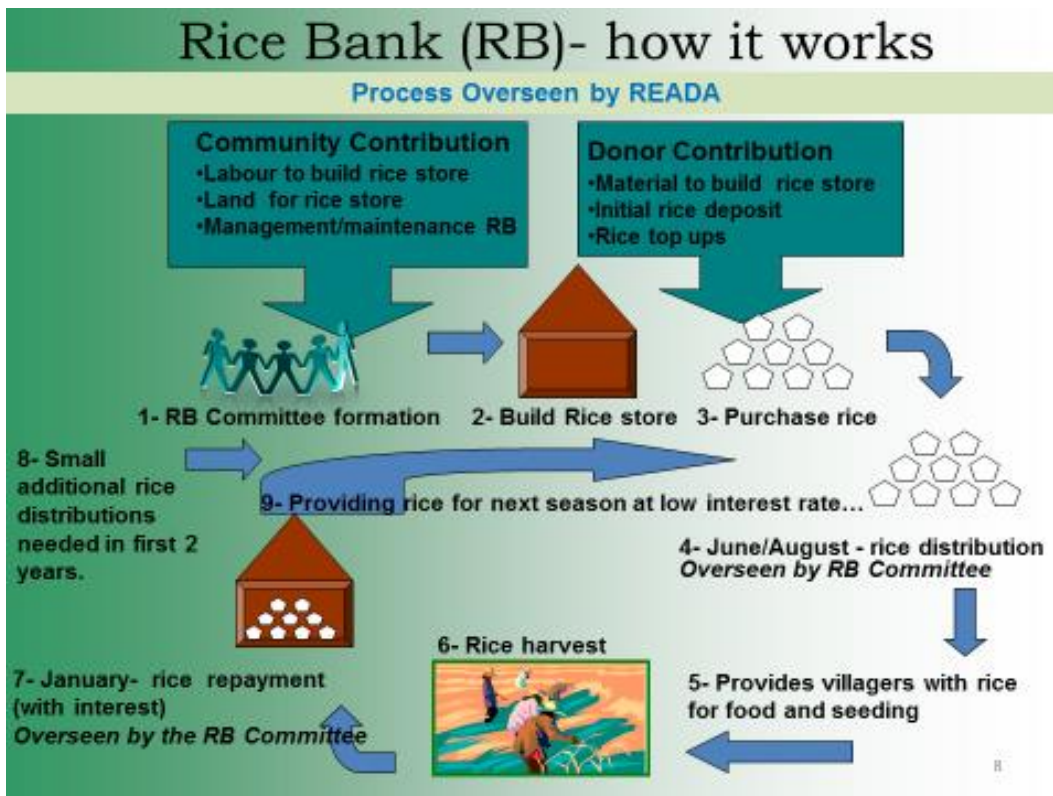 Rice Bank (RB)- how it works
Process Overseen by READA
Community Contribution
•Labour to build rice store
•Land for rice store
•Management/maintenance RB
Donor Contribution
•Material to build rice store
•Initial rice deposit
•Rice top ups
1- RB Committee formation
2- Build Rice store
3- Purchase rice
8- Small
additional rice
distributions
needed in first 2
years.
9- Providing rice for next season at low interest rate…
4- June/August - rice distribution
Overseen by RB Committee
5- Provides villagers with rice
for food and seeding
6- Rice harvest
7- January- rice repayment
(with interest)
Overseen by the RB Committee
8